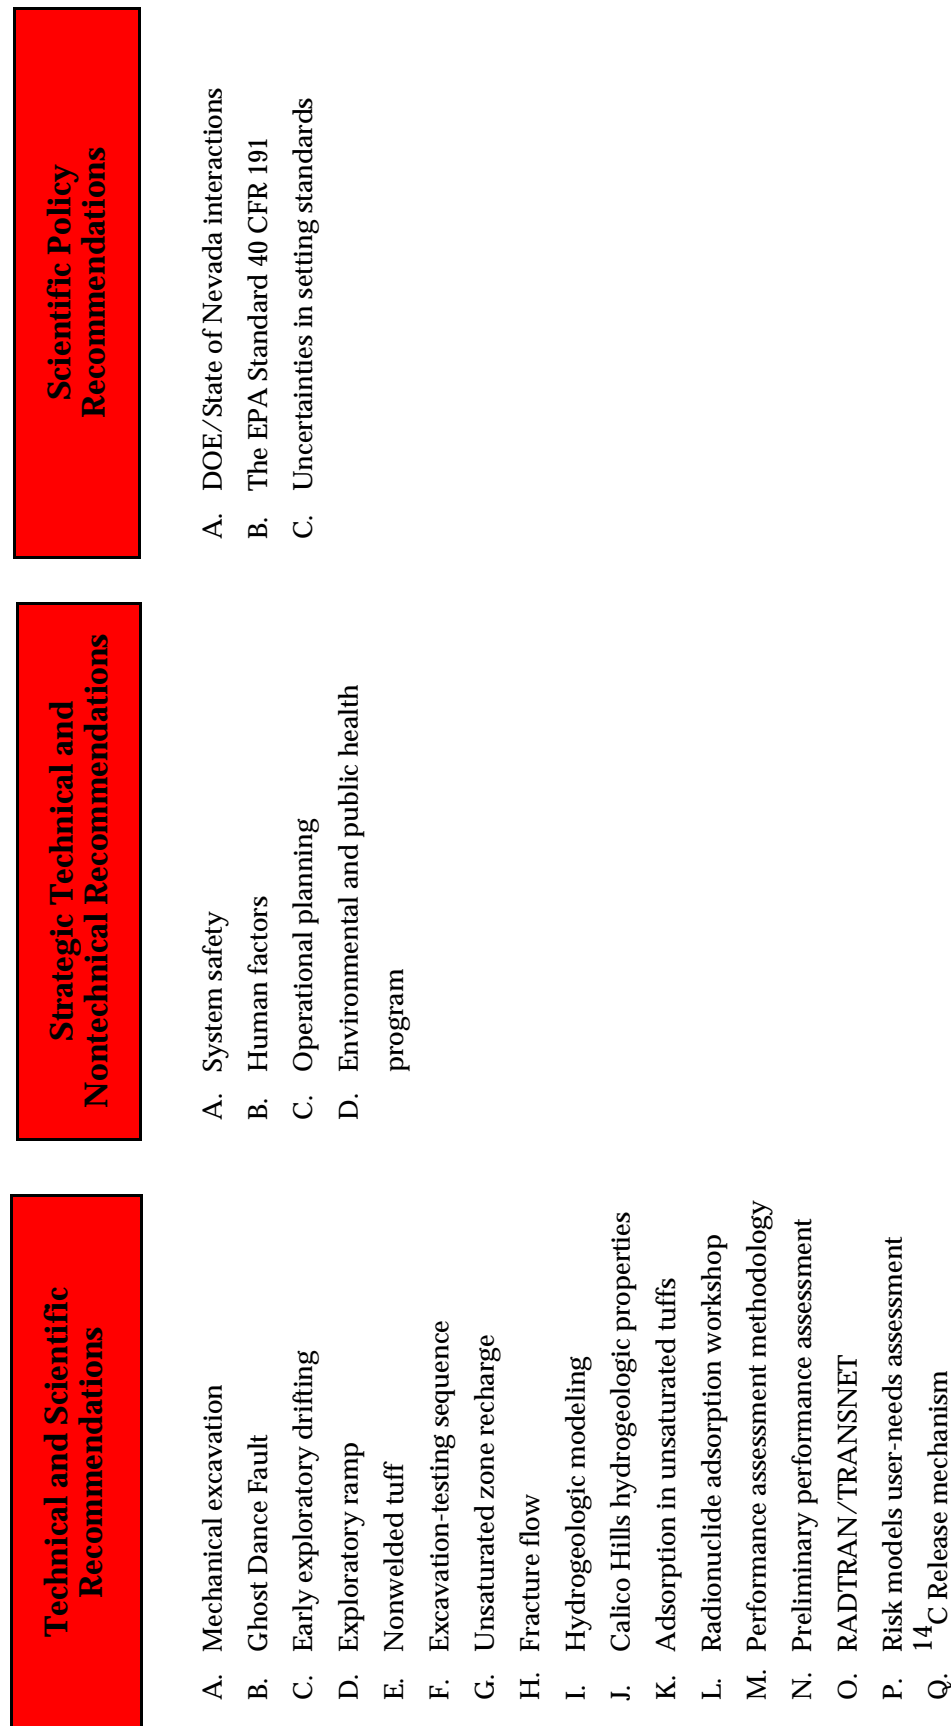 Technical and Scientific
Recommendations
A. Mechanical excavation
B. Ghost Dance Fault
C. Early exploratory drifting
D. Exploratory ramp
E. Nonwelded tuff
F. Excavation-testing sequence
G. Unsaturated zone recharge
H. Fracture flow
I. Hydrogeologic modeling
J. Calico Hills hydrogeologic properties
K. Adsorption in unsaturated tuffs
L. Radionuclide adsorption workshop
M. Performance assessment methodology
N. Preliminary performance assessment
O. RADTRAN/TRANSNET
P. Risk models user-needs assessment
Q. 14C Release mechanism
Strategic Technical and
Nontechnical Recommendations
A. System safety
B. Human factors
C. Operational planning
D. Environmental and public health
program
Scientific Policy
Recommendations
A. DOE/State of Nevada interactions
B. The EPA Standard 40 CFR 191
C. Uncertainties in setting standards